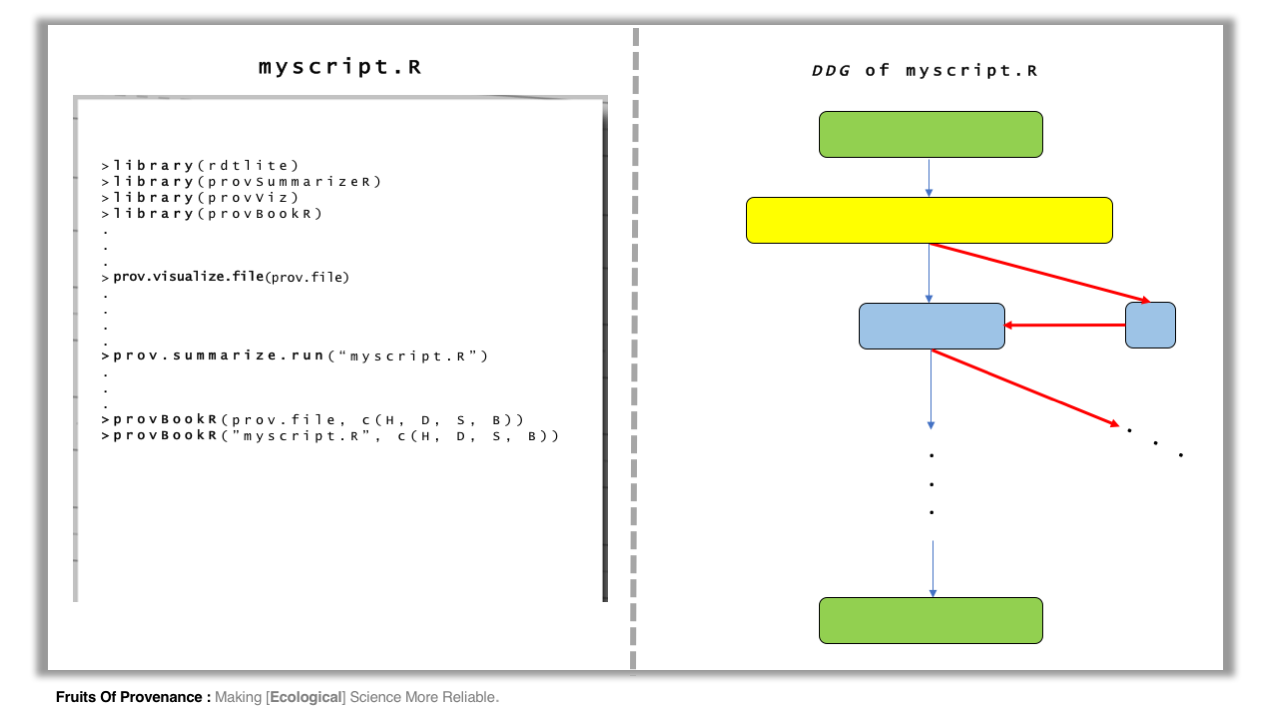 myscript.R
>library(rdtlite)
>library(provSummarizeR)
>library(provViz)
>library(provBookR)
.
.
.
>prov.visualize.file(prov.file)
.
.
.
.
>prov.summarize.run(“myscript.R”)
.
.
.
>provBookR(prov.file, c(H, D, S, B))
>provBookR("myscript.R", c(H, D, S, B))
DDG of myscript.R
Fruits Of Provenance : Making [Ecological] Science More Reliable.